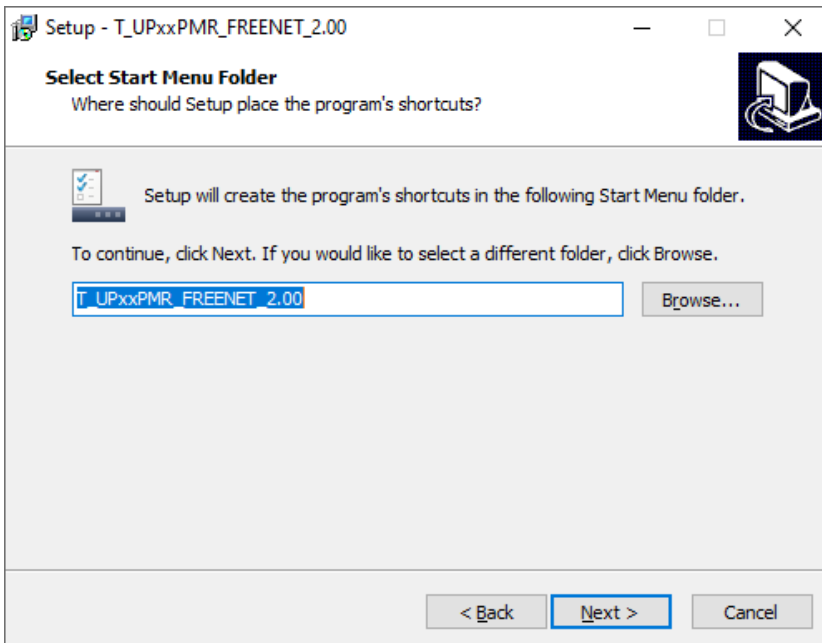 Setup - T_UPxxPMR_FREENET_2.00
Select Start Menu Folder
Where should Setup place the program's shortcuts?
Setup will create the program's shortcuts in the following Start Menu folder.
To continue, click Next. If you would like to select a different folder, click Browse.
T_UPxxPMR_FREENET_2.00
Browse...
< Back
Next >
Cancel